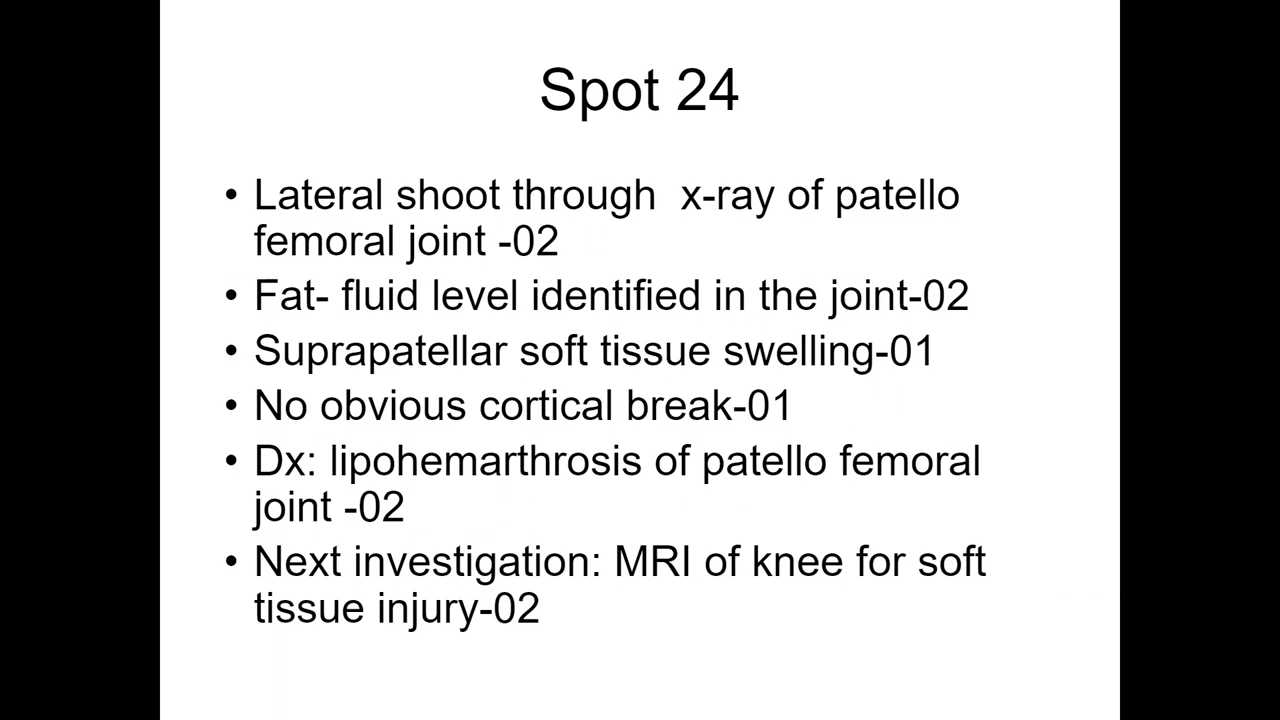 Spot 24
• Lateral shoot through  x-ray of patello
femoral joint -02
• Fat- fluid level identified in the joint-02
• Suprapatellar soft tissue swelling-01
• No obvious cortical break-01
• Dx: lipohemarthrosis of patello femoral
joint -02
• Next investigation: MRI of knee for soft
tissue injury-02